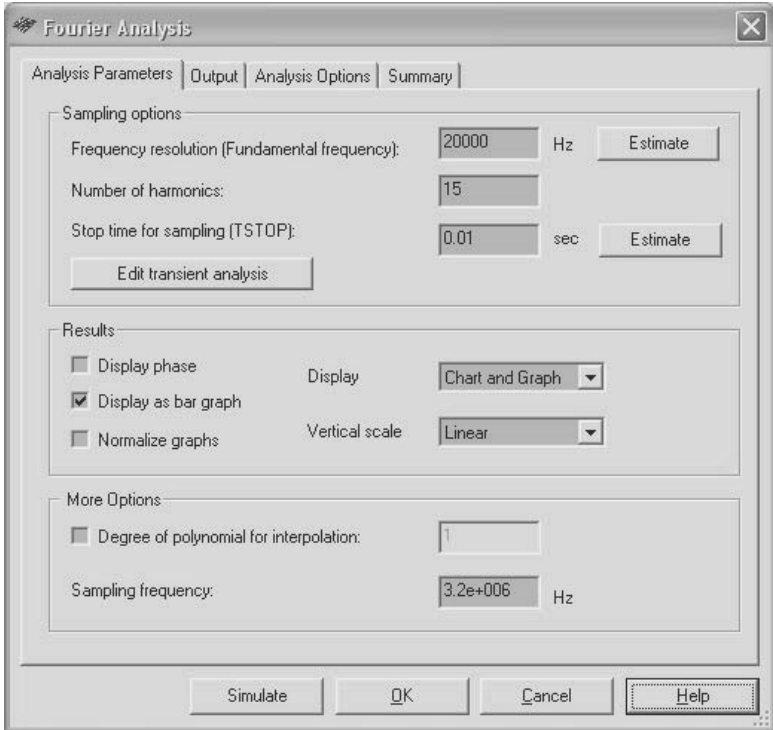 Fourier Analysis
Analysis Parameters Output Analysis Options Summary
Sampling options
Frequency resolution (Fundamental frequency): 20000 Hz Estimate
Number of harmonics: 15
Stop time for sampling (TSTOP): 0.01 sec Estimate
Edit transient analysis
Results
Display phase
Display Chart and Graph
Display as bar graph
Vertical scale Linear
Normalize graphs
More Options
Degree of polynomial for interpolation: 1
Sampling frequency: 3.2e+006 Hz
Simulate OK Cancel Help